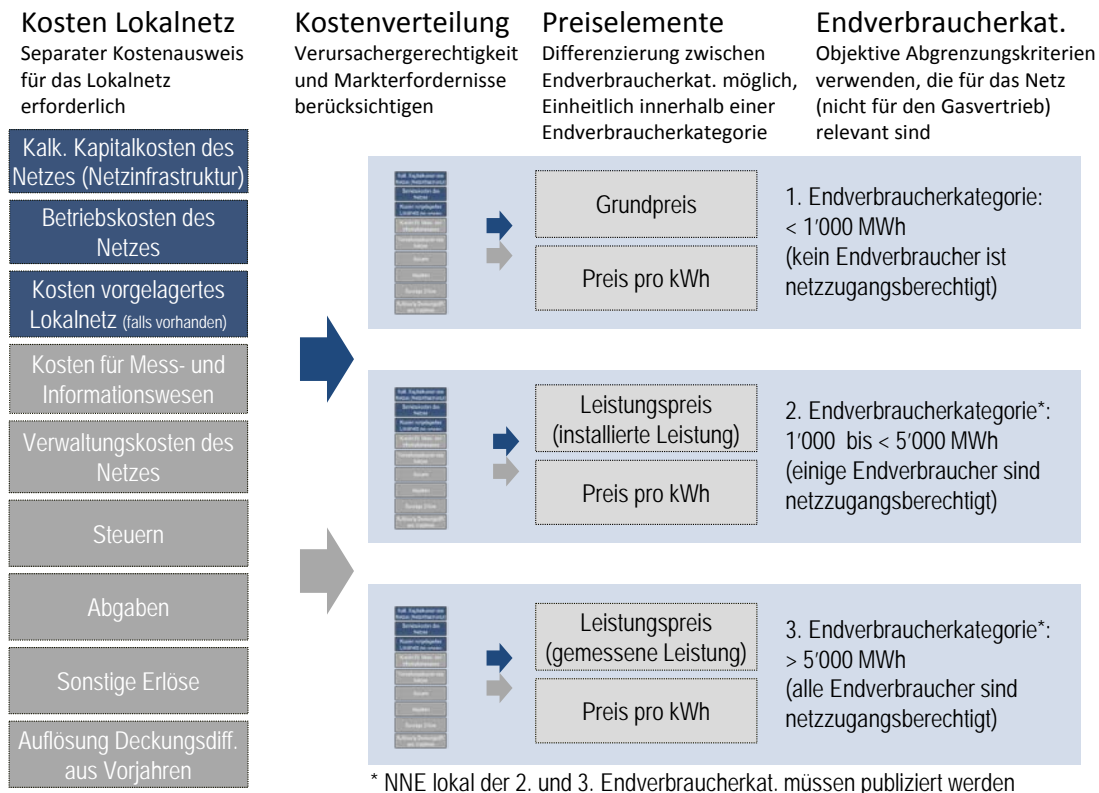 Kosten Lokalnetz
Separater Kostenausweis
für das Lokalnetz
erforderlich
Kalk. Kapitalkosten des
Netzes (Netzinfrastruktur)
Betriebskosten des
Netzes
Kosten vorgelagertes
Lokalnetz (falls vorhanden)
Kosten für Mess- und
Informationswesen
Verwaltungskosten des
Netzes
Steuern
Abgaben
Sonstige Erlöse
Auflösung Deckungsdiff.
aus Vorjahren
Kostenverteilung
Verursachergerechtigkeit
und Markterfordernisse
berücksichtigen
Preiselemente
Differenzierung zwischen
Endverbraucherkat. möglich,
Einheitlich innerhalb einer
Endverbraucherkategorie
Endverbraucherkat.
Objektive Abgrenzungskriterien
verwenden, die für das Netz
(nicht für den Gasvertrieb)
relevant sind
Grundpreis
Preis pro kWh
1. Endverbraucherkategorie:
< 1'000 MWh
(kein Endverbraucher ist
netzzugangsberechtigt)
Leistungspreis
(installierte Leistung)
Preis pro kWh
2. Endverbraucherkategorie*:
1'000 bis < 5'000 MWh
(einige Endverbraucher sind
netzzugangsberechtigt)
Leistungspreis
(gemessene Leistung)
Preis pro kWh
3. Endverbraucherkategorie*:
> 5'000 MWh
(alle Endverbraucher sind
netzzugangsberechtigt)
* NNE lokal der 2. und 3. Endverbraucherkat. müssen publiziert werden